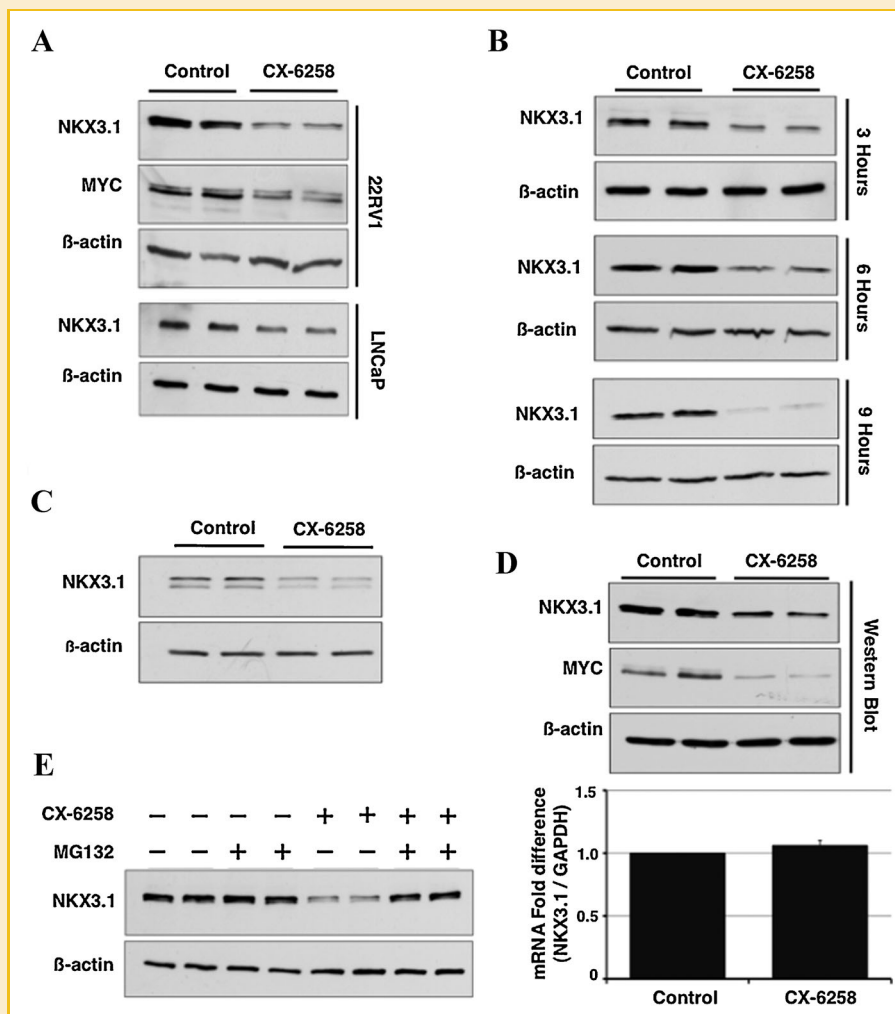 A
Control CX-6258
NKX3.1
MYC
ß-actin
22RV1
NKX3.1
ß-actin
LNCaP
B
Control CX-6258
NKX3.1
ß-actin
3 Hours
NKX3.1
ß-actin
6 Hours
NKX3.1
ß-actin
9 Hours
C
Control CX-6258
NKX3.1
ß-actin
D
Control CX-6258
NKX3.1
MYC
ß-actin
Western Blot
mRNA Fold difference
(NKX3.1 / GAPDH)
1.5
1.0
0.5
0
Control CX-6258
E
CX-6258 − − − − + + + +
MG132 − − + + − − + +
NKX3.1
ß-actin